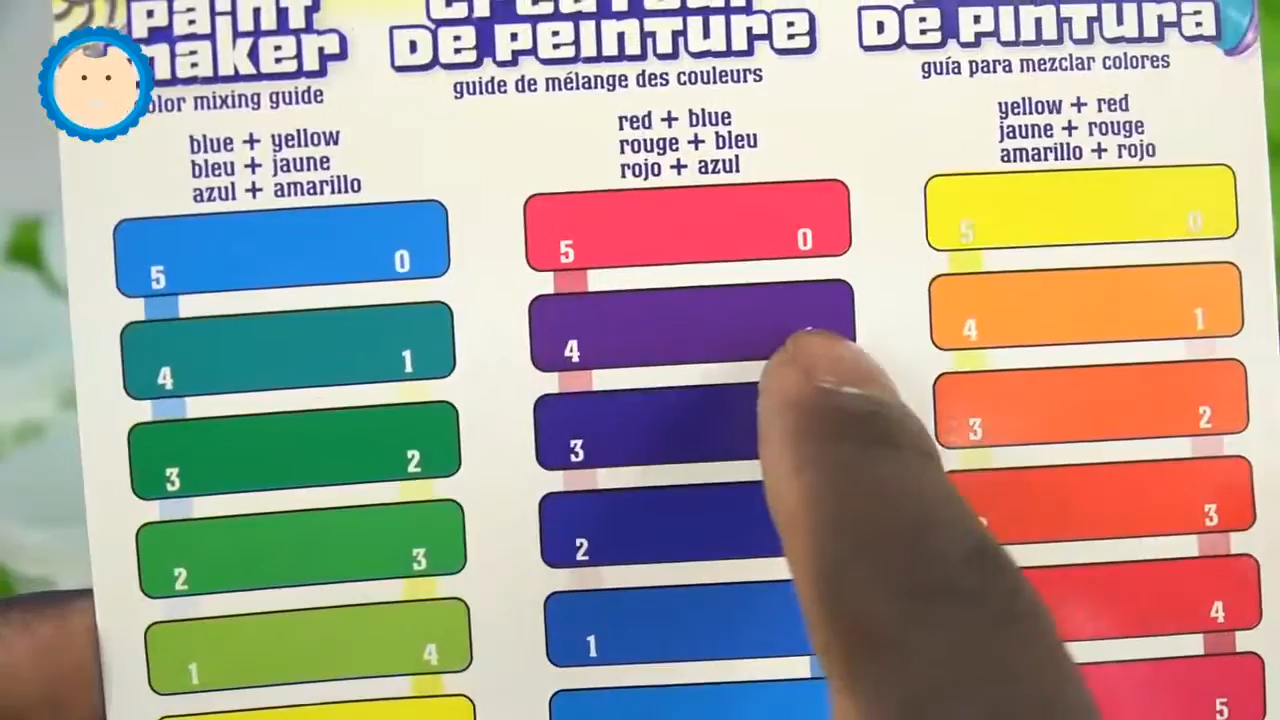 paint
maker
color mixing guide
DE PEINTURE
guide de mélange des couleurs
DE PINTURA
guía para mezclar colores
blue + yellow
bleu + jaune
azul + amarillo
red + blue
rouge + bleu
rojo + azul
yellow + red
jaune + rouge
amarillo + rojo
5 0
4 1
3 2
2 3
1 4
5 0
4
3
2
1
5 0
4 1
3 2
3
4
5